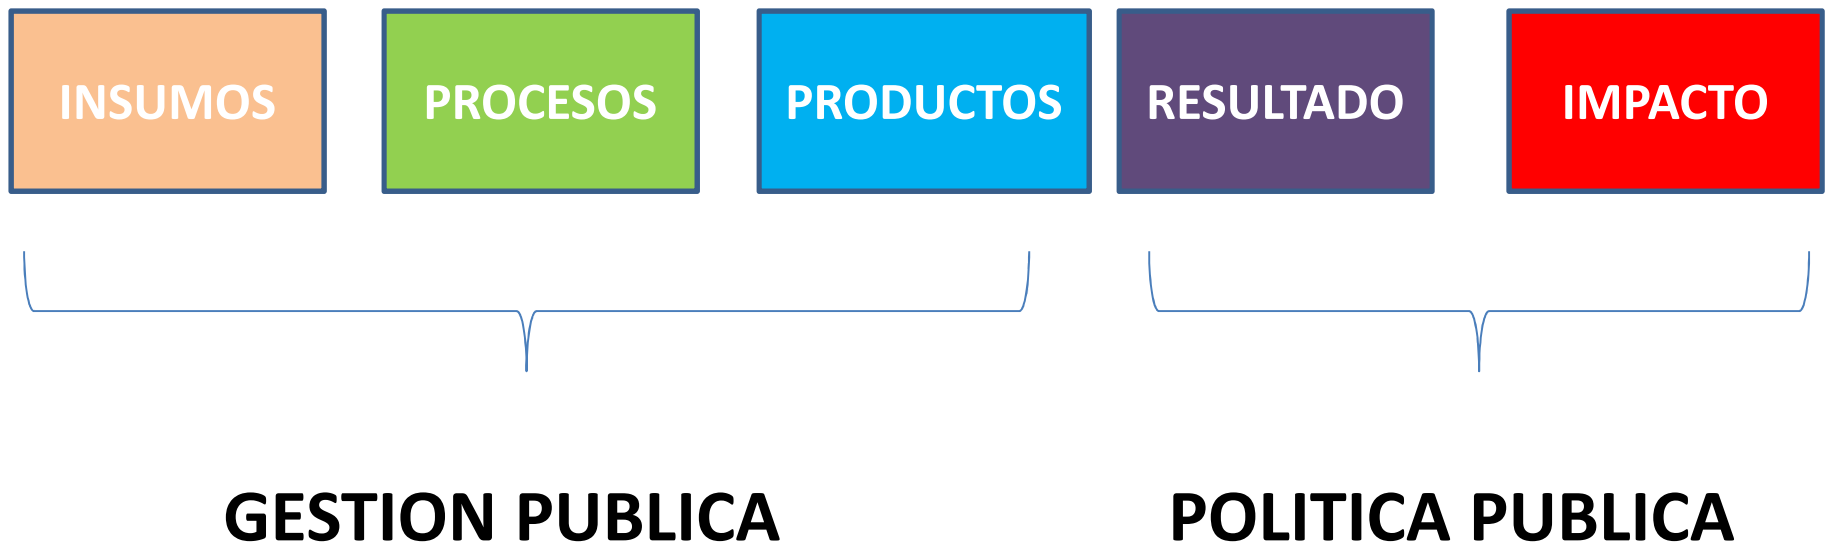 INSUMOS
PROCESOS
PRODUCTOS
RESULTADO
IMPACTO
GESTION PUBLICA
POLITICA PUBLICA